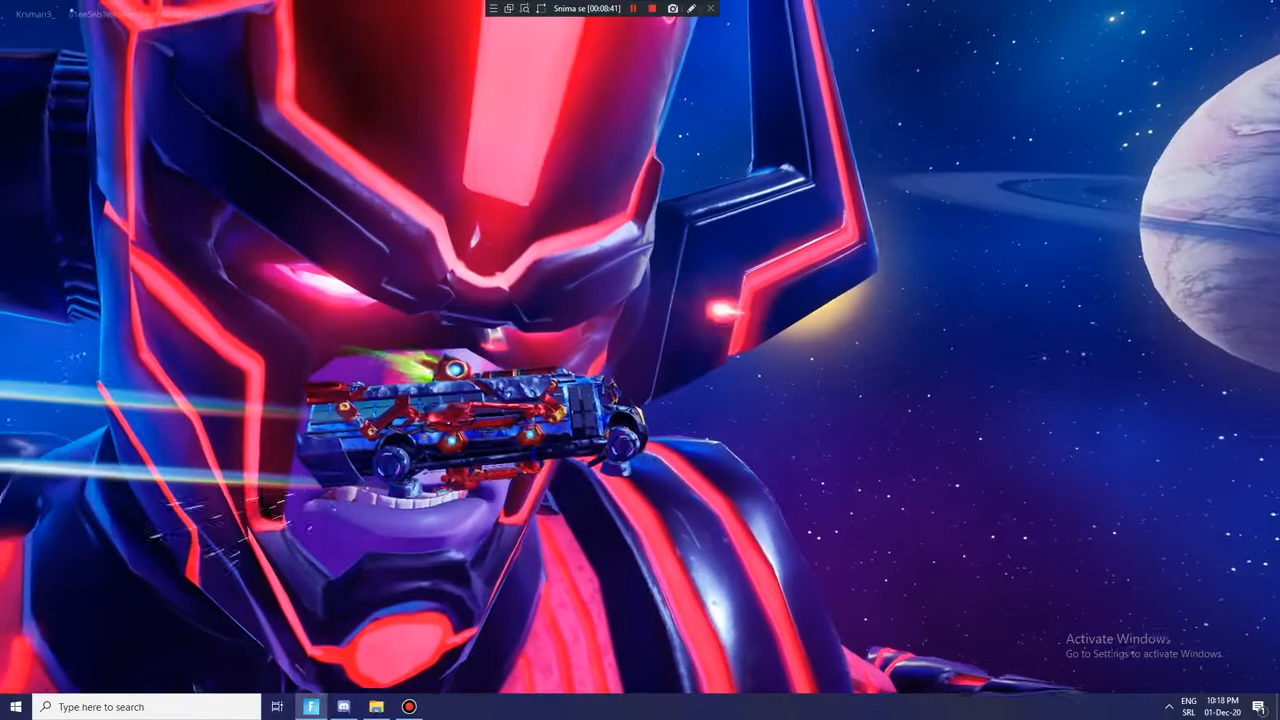 Krsman3_
Snima se [00:08:41]
Activate Windows
Go to Settings to activate Windows.
Type here to search
ENG
SRL
10:18 PM
01-Dec-20